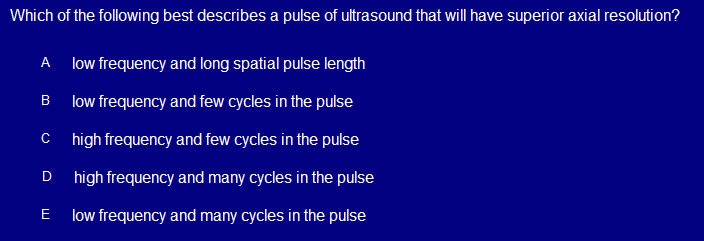 Which of the following best describes a pulse of ultrasound that will have superior axial resolution?
A low frequency and long spatial pulse length
B low frequency and few cycles in the pulse
C high frequency and few cycles in the pulse
D high frequency and many cycles in the pulse
E low frequency and many cycles in the pulse